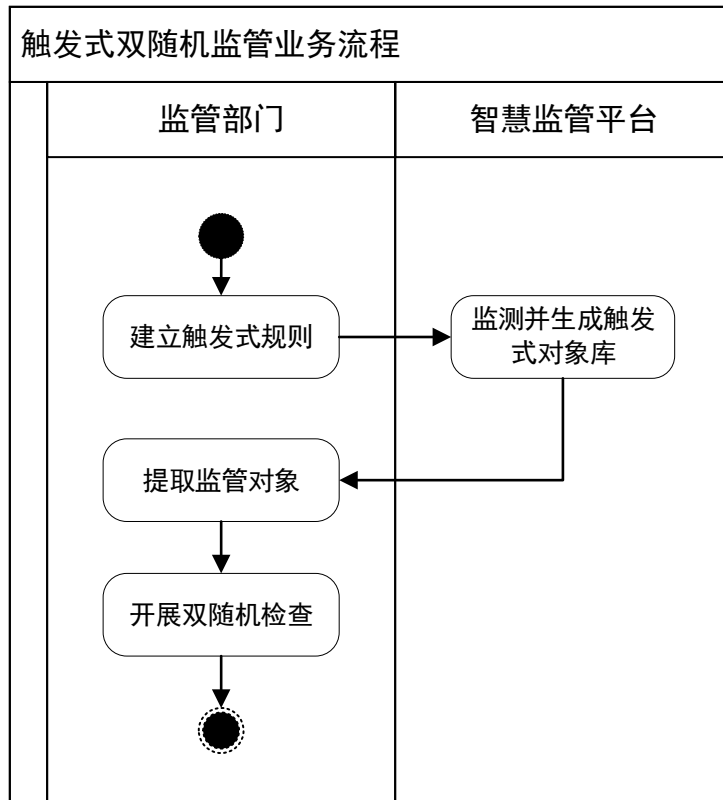 触发式双随机监管业务流程
监管部门
智慧监管平台
建立触发式规则
监测并生成触发
式对象库
提取监管对象
开展双随机检查